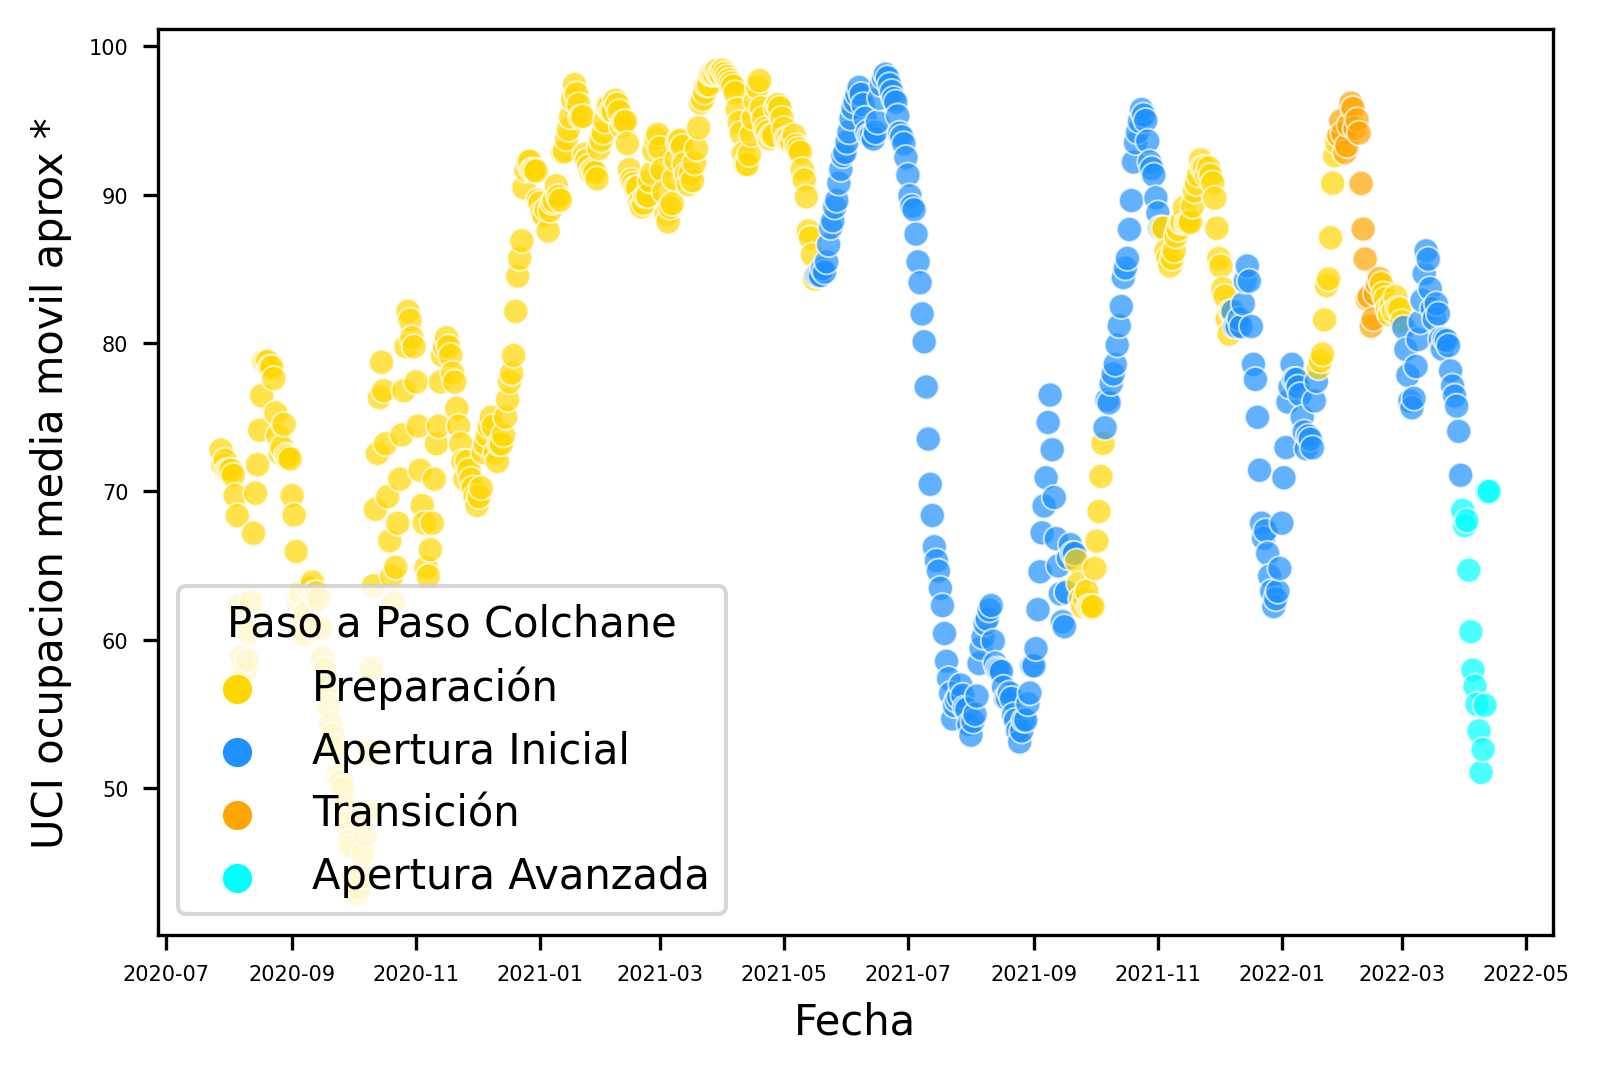 UCI ocupacion media movil aprox *
100
90
80
70
60
50
Paso a Paso Colchane
Preparación
Apertura Inicial
Transición
Apertura Avanzada
2020-07 2020-09 2020-11 2021-01 2021-03 2021-05 2021-07 2021-09 2021-11 2022-01 2022-03 2022-05
Fecha